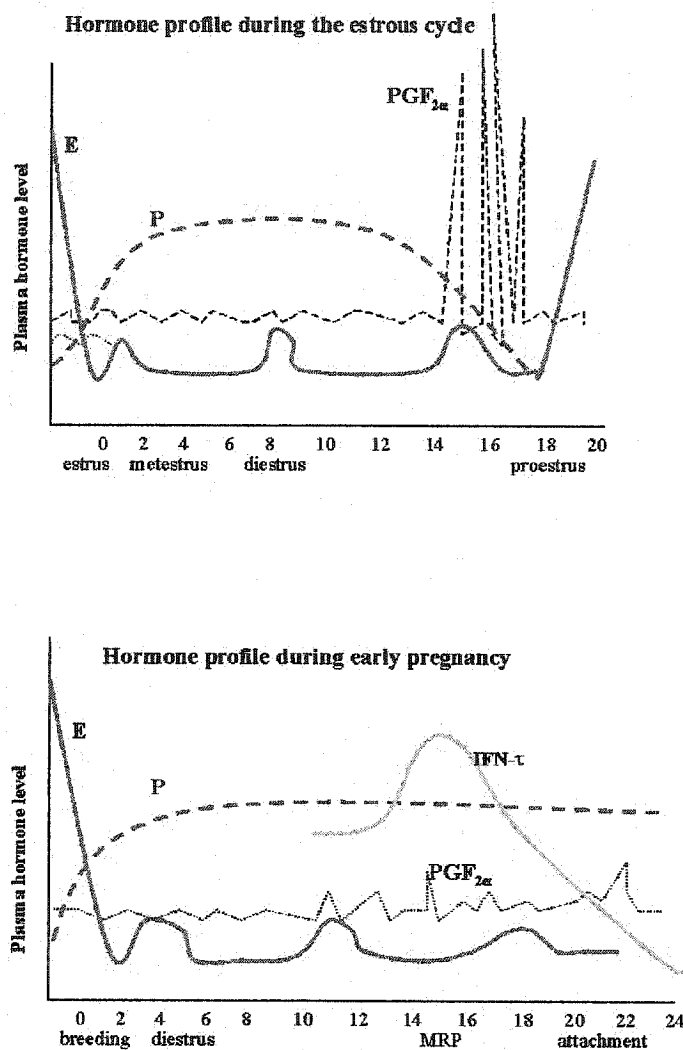 Hormone profile during the estrous cycle
PGF2α
E
P
Plasma hormone level
0 2 4 6 8 10 12 14 16 18 20
estrus metestrus diestrus proestrus
Hormone profile during early pregnancy
E
IFN-τ
P
PGF2α
Plasma hormone level
0 2 4 6 8 10 12 14 16 18 20 22 24
breeding diestrus MRP attachment